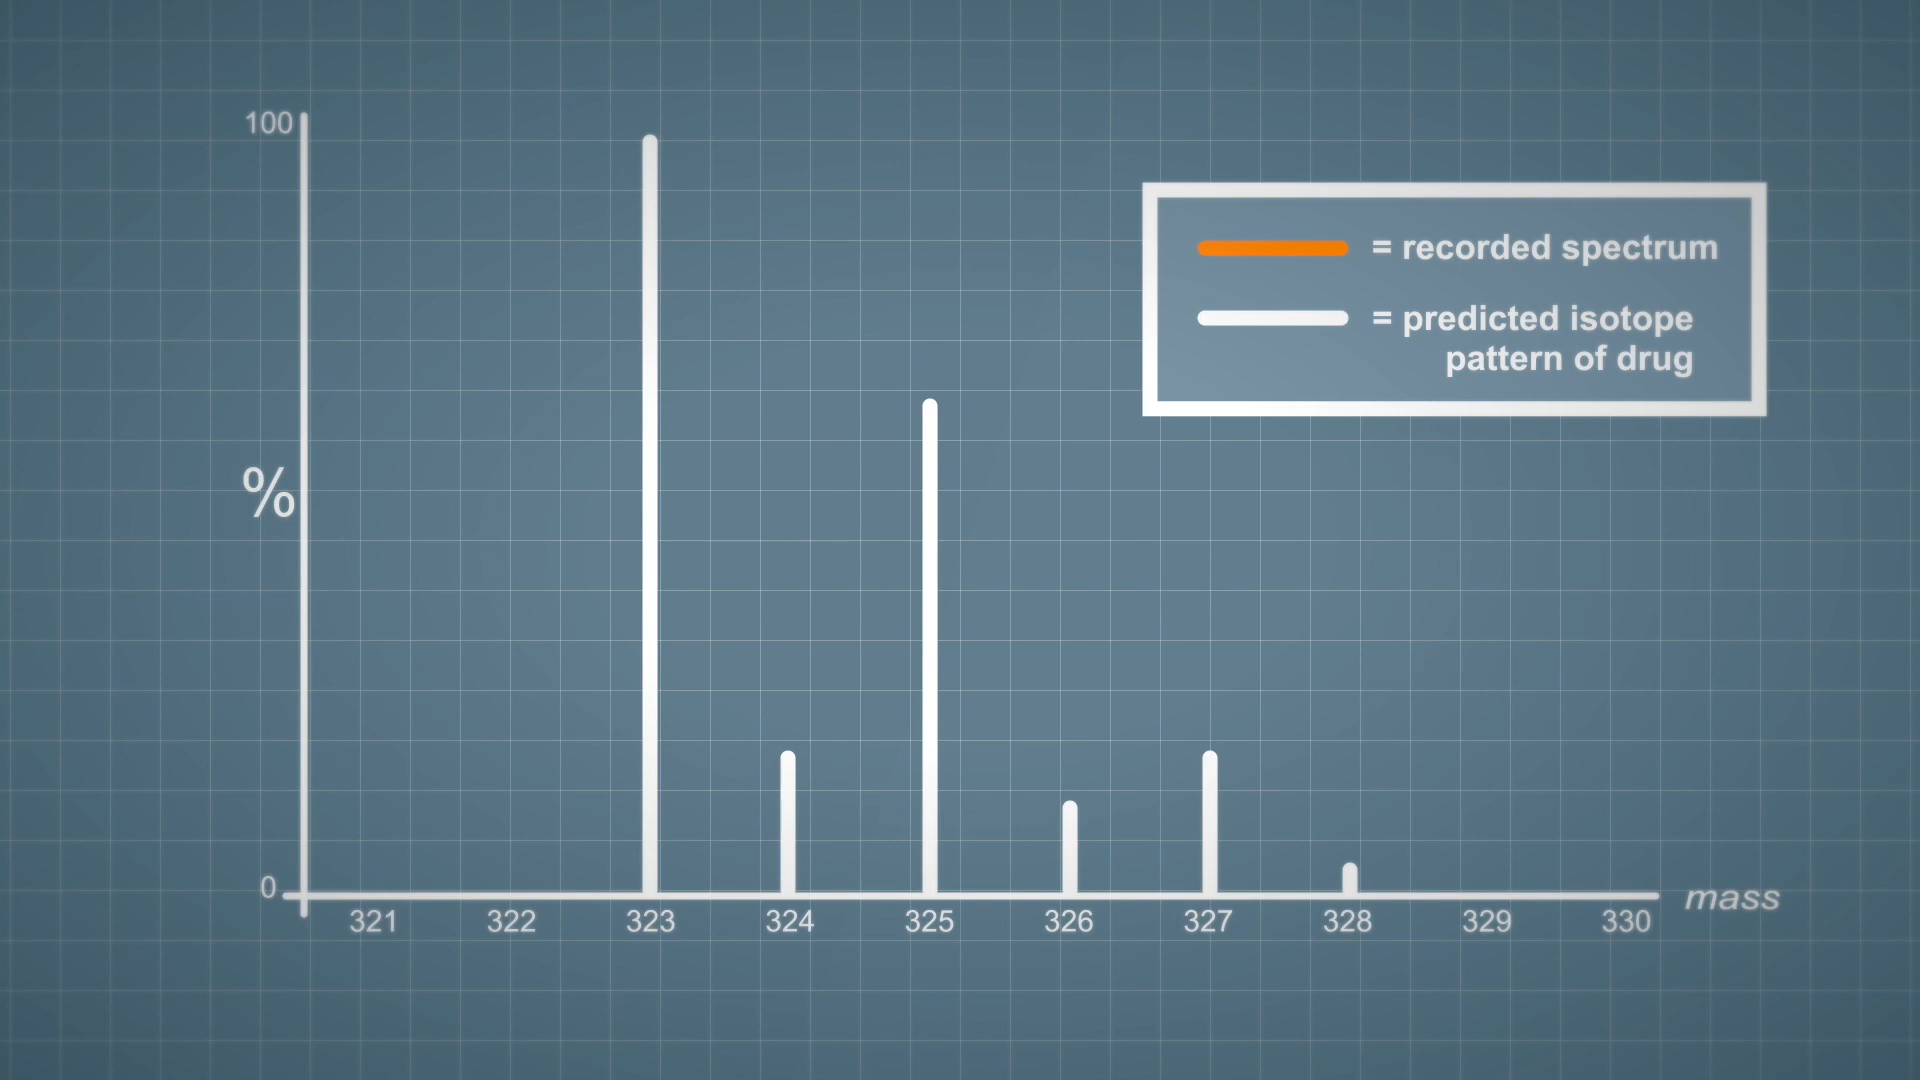 100
= recorded spectrum
= predicted isotope
pattern of drug
%
0
mass
321 322 323 324 325 326 327 328 329 330